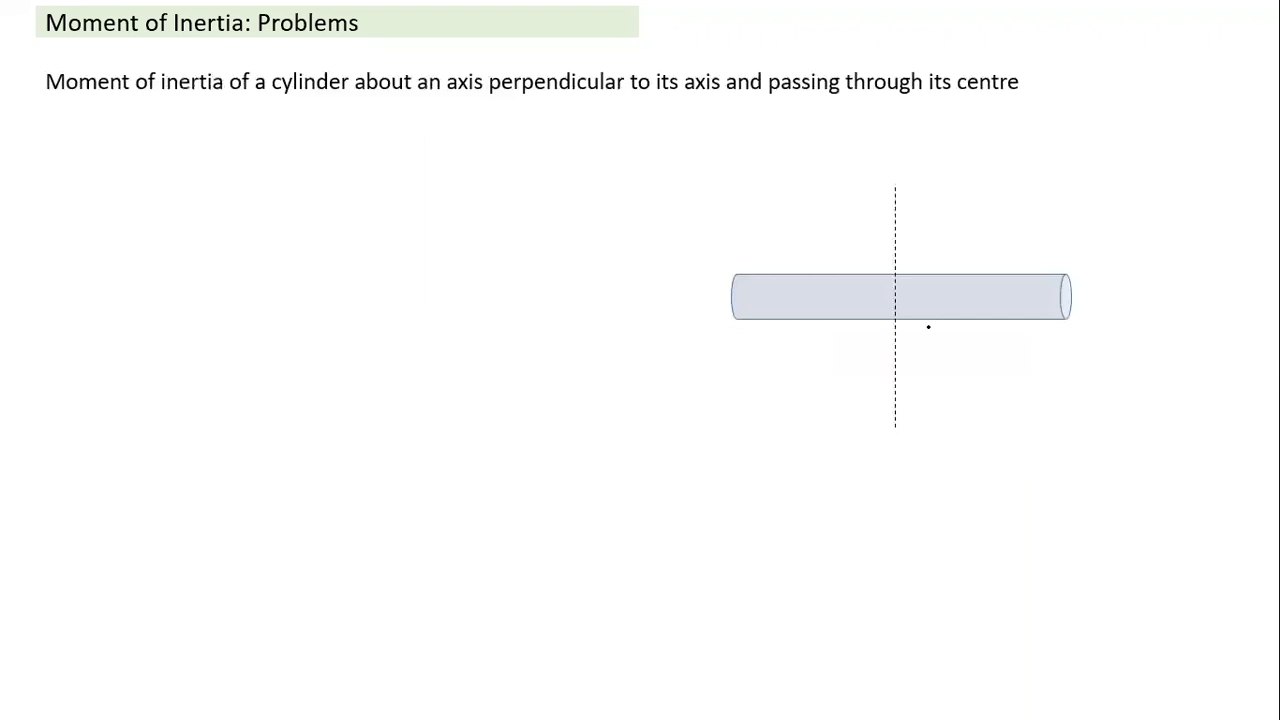 Moment of Inertia: Problems
Moment of inertia of a cylinder about an axis perpendicular to its axis and passing through its centre